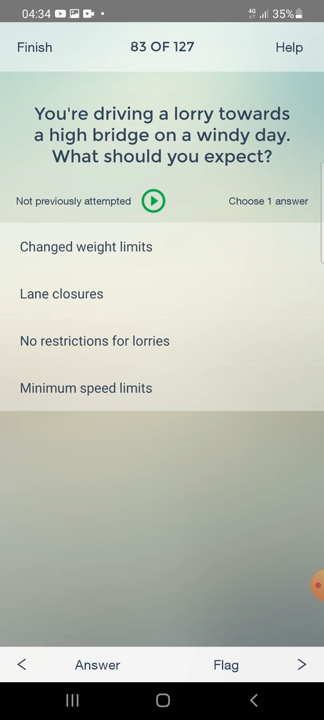 04:34
4G
35%
Finish
83 OF 127
Help
You're driving a lorry towards
a high bridge on a windy day.
What should you expect?
Not previously attempted
Choose 1 answer
Changed weight limits
Lane closures
No restrictions for lorries
Minimum speed limits
Answer
Flag